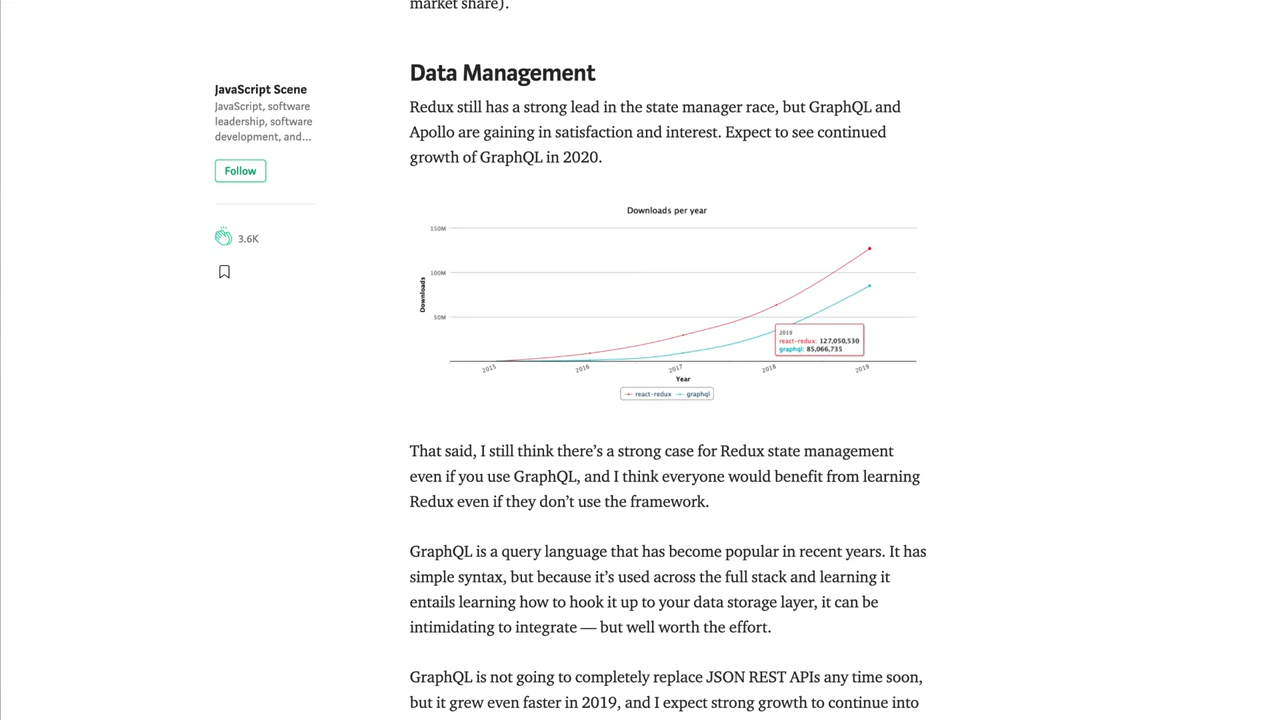 market share).
JavaScript Scene
JavaScript, software
leadership, software
development, and...
Follow
3.6K
Data Management
Redux still has a strong lead in the state manager race, but GraphQL and
Apollo are gaining in satisfaction and interest. Expect to see continued
growth of GraphQL in 2020.
Downloads per year
150M
100M
50M
Downloads
2019
react-redux: 127,050,530
graphql: 85,066,735
2015
2016
2017
2018
2019
Year
react-redux graphql
That said, I still think there’s a strong case for Redux state management
even if you use GraphQL, and I think everyone would benefit from learning
Redux even if they don’t use the framework.
GraphQL is a query language that has become popular in recent years. It has
simple syntax, but because it’s used across the full stack and learning it
entails learning how to hook it up to your data storage layer, it can be
intimidating to integrate — but well worth the effort.
GraphQL is not going to completely replace JSON REST APIs any time soon,
but it grew even faster in 2019, and I expect strong growth to continue into